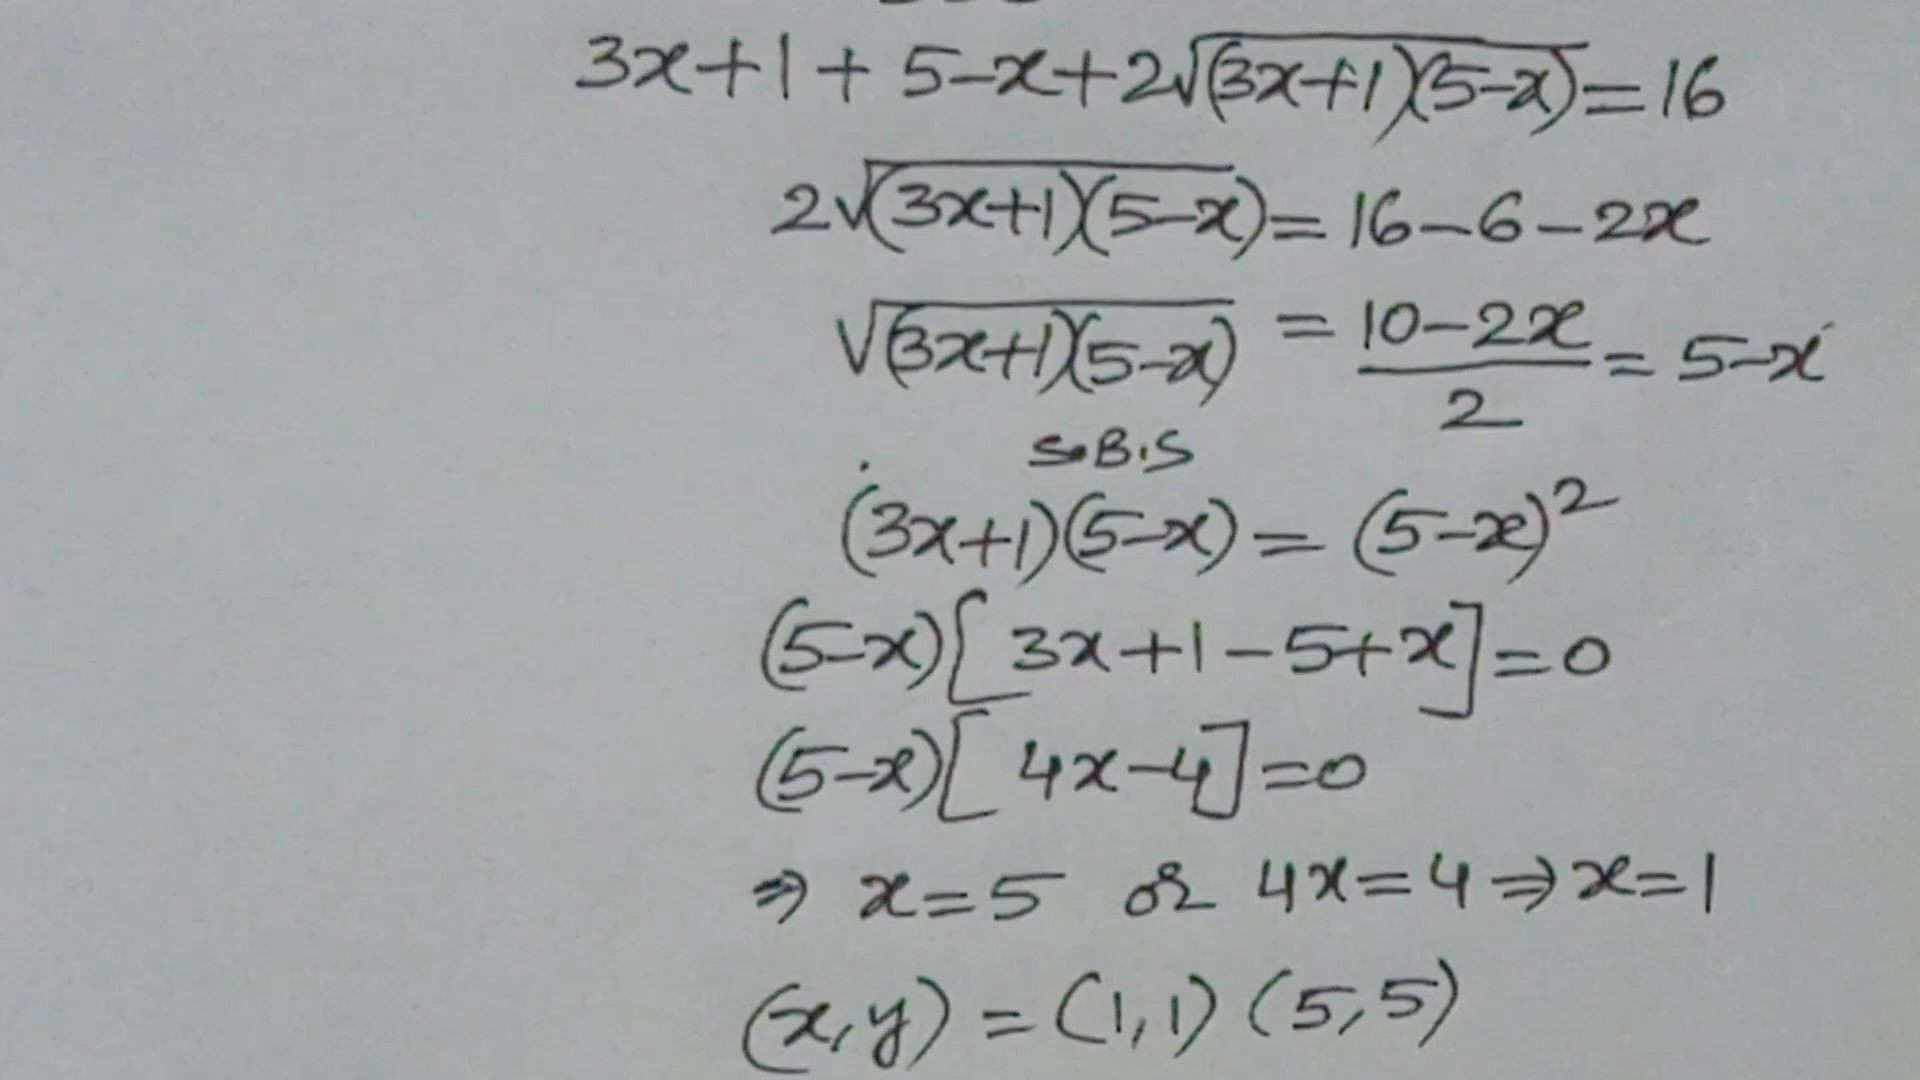 3x+1+5-x+2√(3x+1)(5-x)=16
2√(3x+1)(5-x)=16-6-2x
√(3x+1)(5-x) = 10-2x/2 = 5-x
S.B.S
(3x+1)(5-x)=(5-x)²
(5-x)[3x+1-5+x]=0
(5-x)[4x-4]=0
⇒ x=5 or 4x=4⇒x=1
(x,y)=(1,1)(5,5)